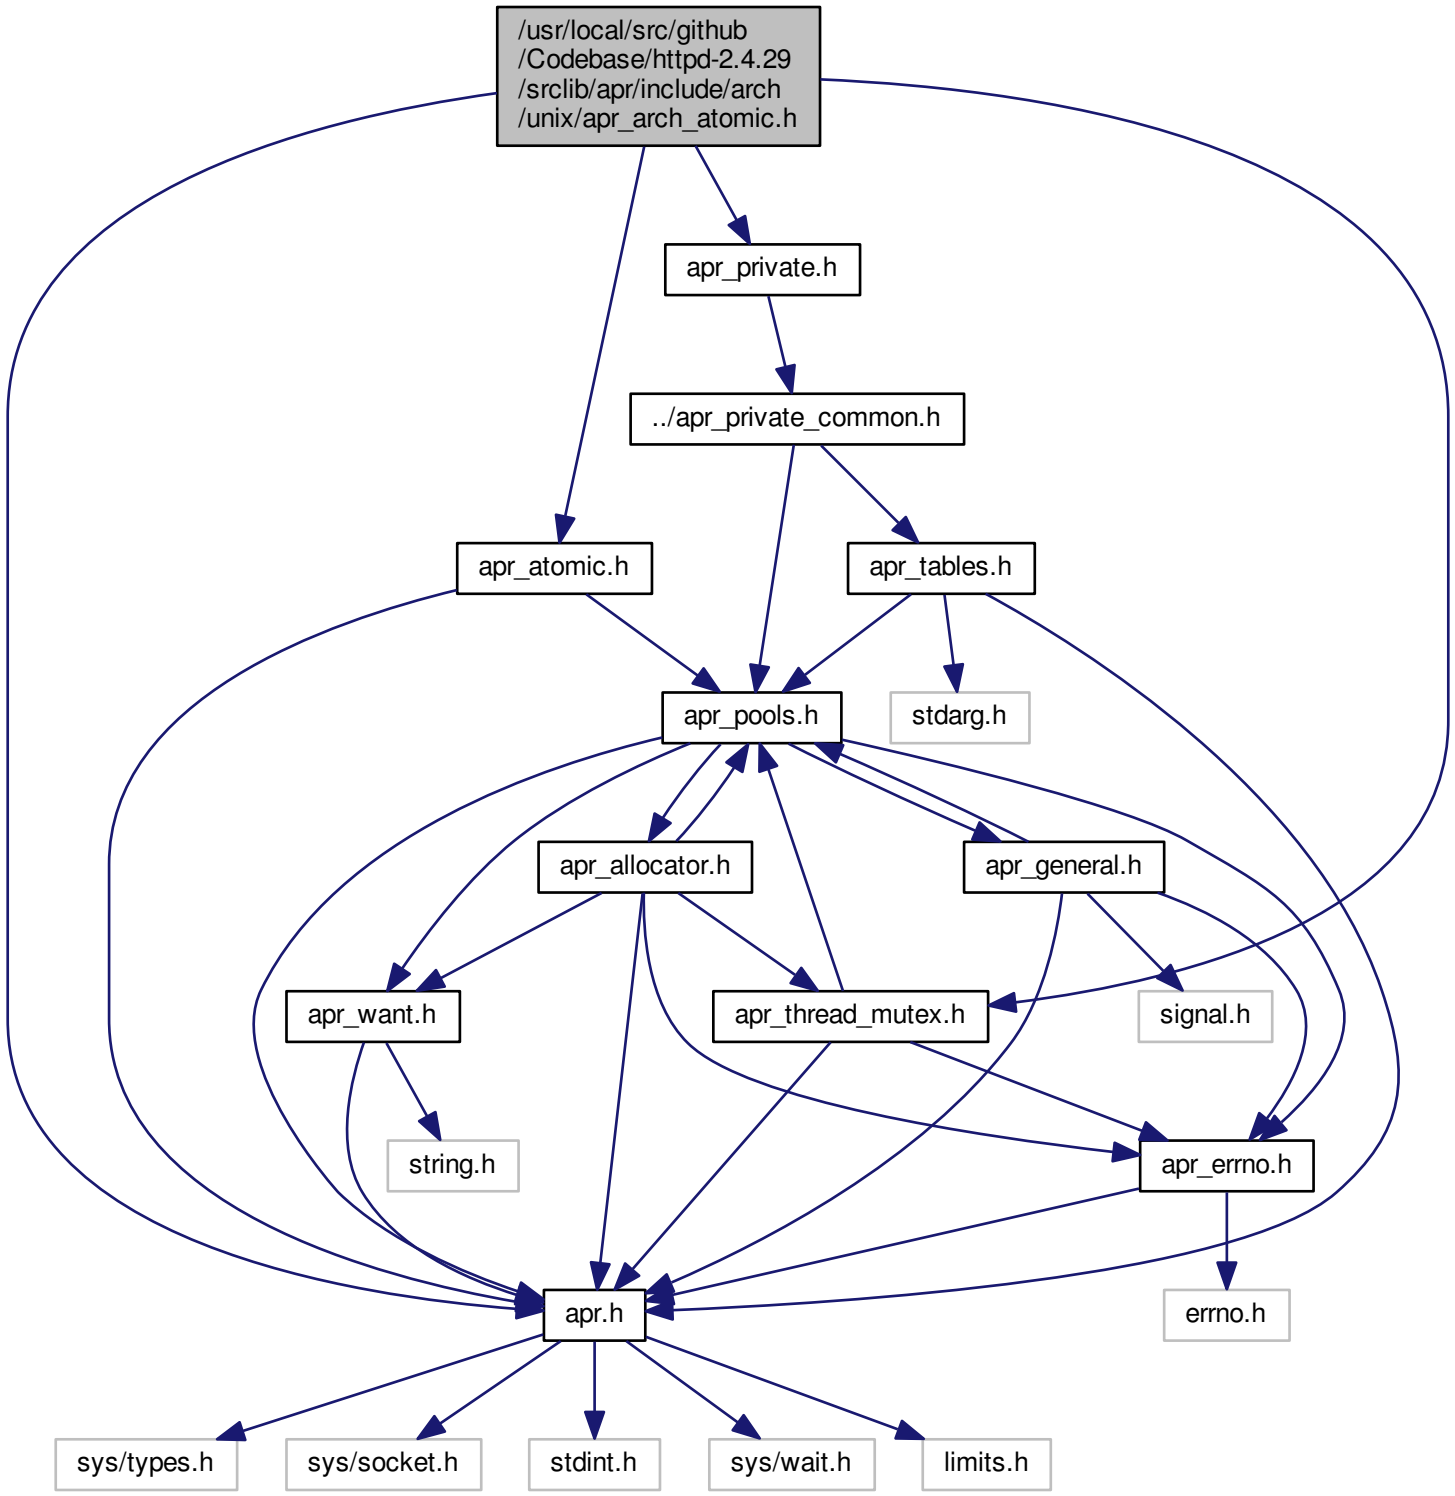 /usr/local/src/github
/Codebase/httpd-2.4.29
/srclib/apr/include/arch
/unix/apr_arch_atomic.h
apr_private.h
../apr_private_common.h
apr_atomic.h
apr_tables.h
apr_pools.h
stdarg.h
apr_allocator.h
apr_general.h
apr_want.h
apr_thread_mutex.h
signal.h
string.h
apr_errno.h
apr.h
errno.h
sys/types.h
sys/socket.h
stdint.h
sys/wait.h
limits.h